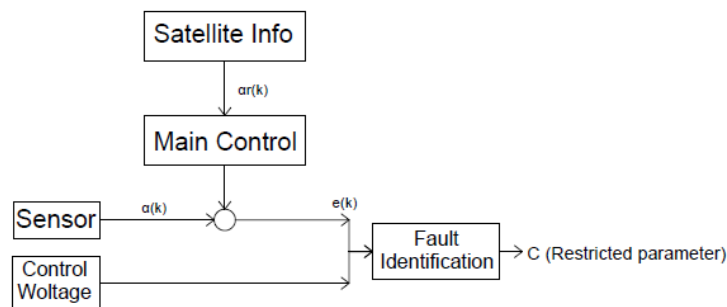 Satellite Info
αr(k)
Main Control
Sensor
α(k)
e(k)
Fault
Identification
C (Restricted parameter)
Control
Woltage